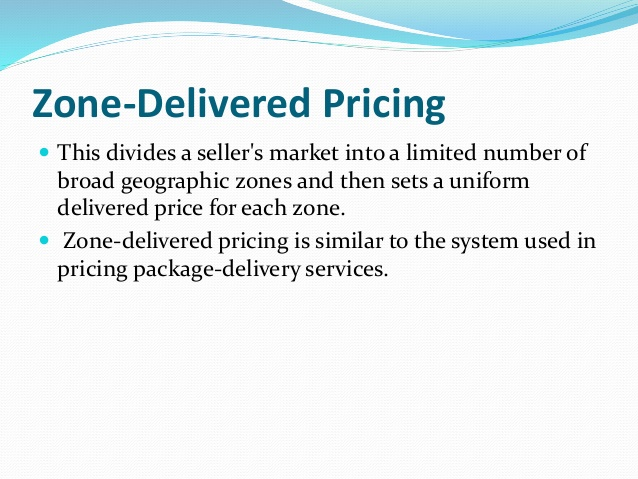 Zone-Delivered Pricing
• This divides a seller's market into a limited number of
broad geographic zones and then sets a uniform
delivered price for each zone.
• Zone-delivered pricing is similar to the system used in
pricing package-delivery services.